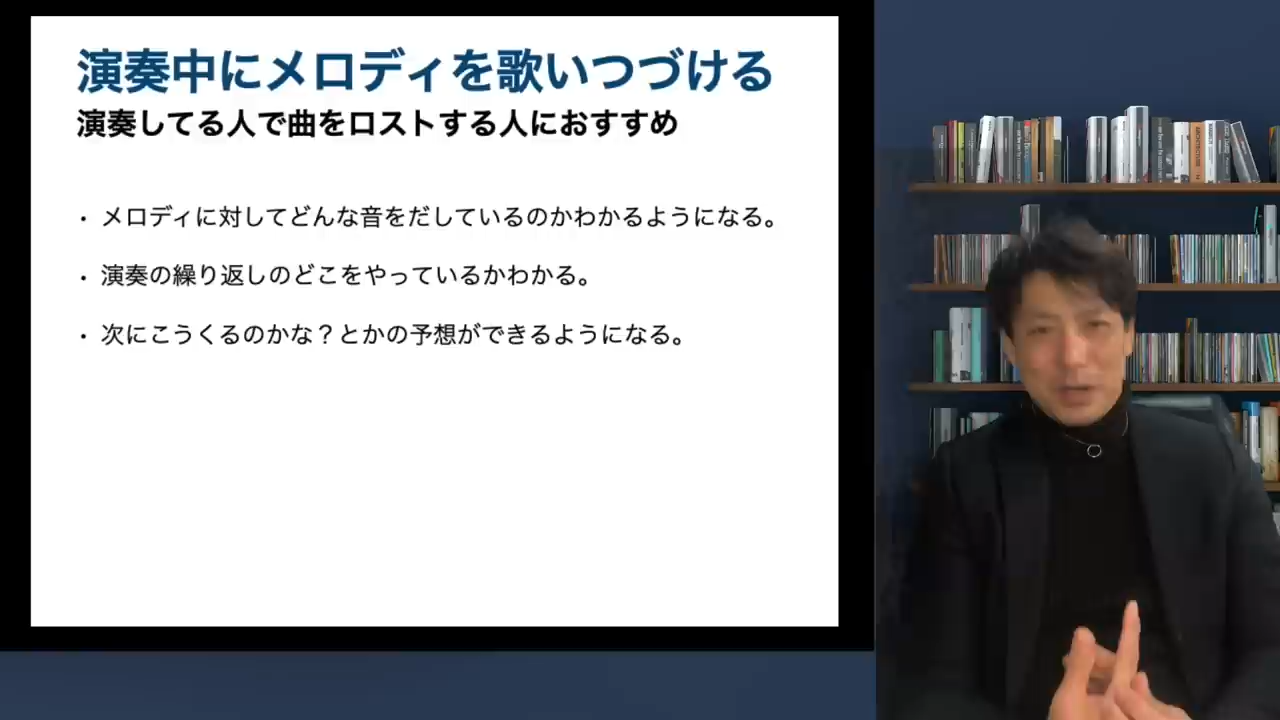 演奏中にメロディを歌いつづける
演奏してる人で曲をロストする人におすすめ
・メロディに対してどんな音をだしているのかわかるようになる。
・演奏の繰り返しのどこをやっているかわかる。
・次にこうくるのかな？とかの予想ができるようになる。